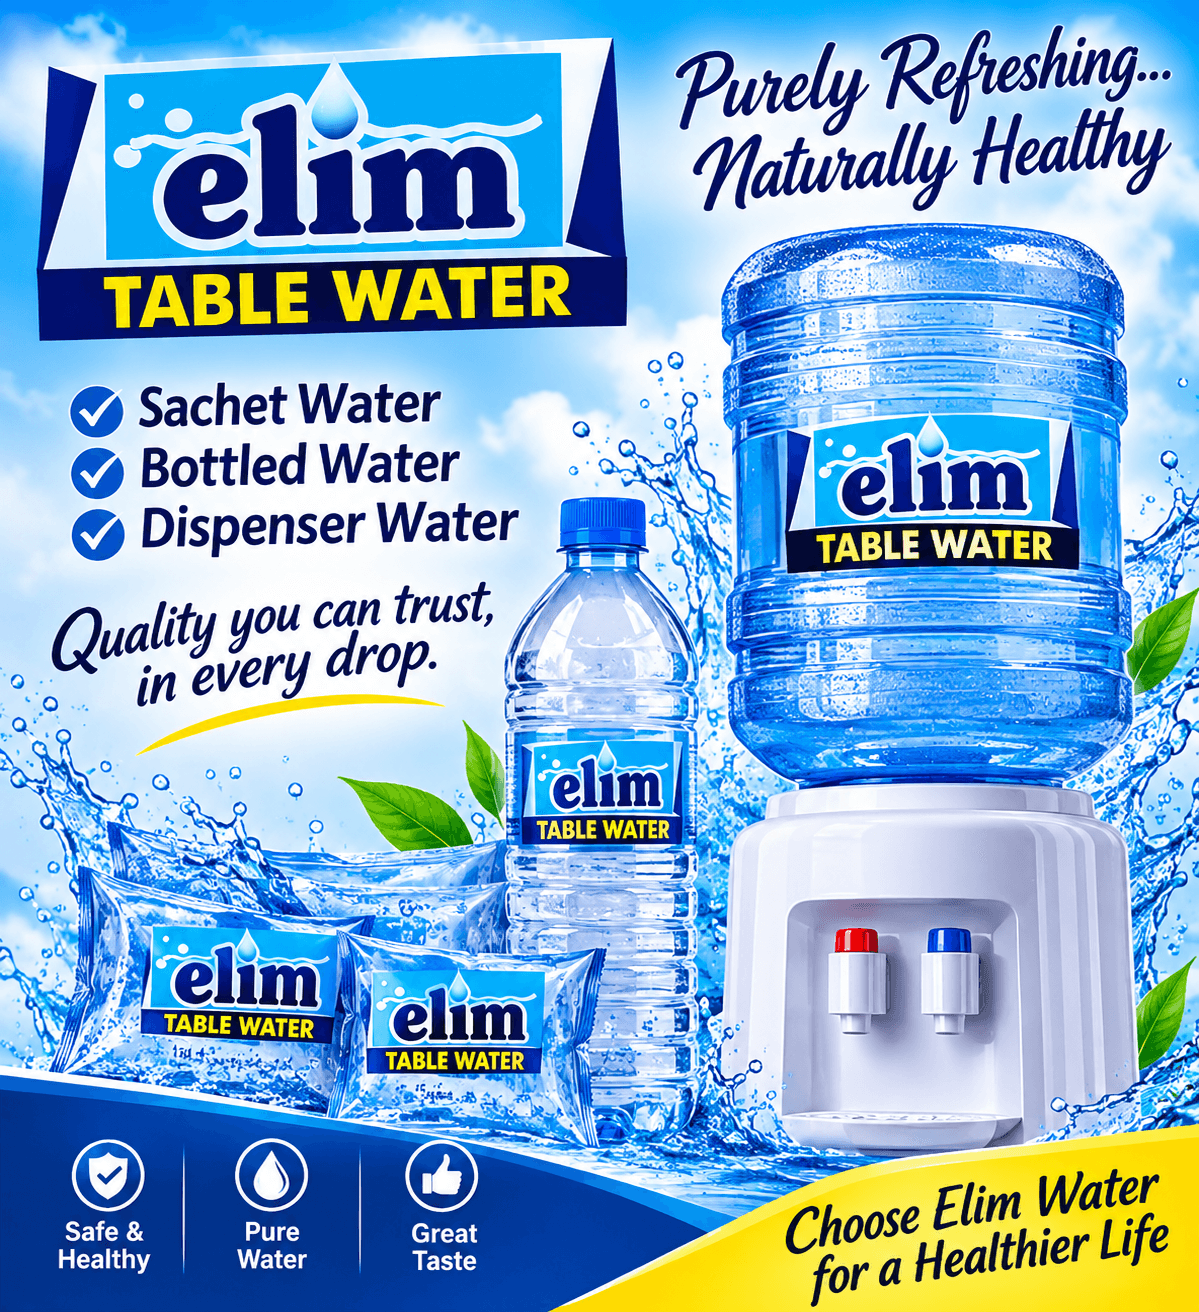 elim
TABLE WATER
Purely Refreshing...
Naturally Healthy
Sachet Water
Bottled Water
Dispenser Water
Quality you can trust,
in every drop.
elim
TABLE WATER
elim
TABLE WATER
elim
TABLE WATER
elim
TABLE WATER
Safe &
Healthy
Pure
Water
Great
Taste
Choose Elim Water
for a Healthier Life